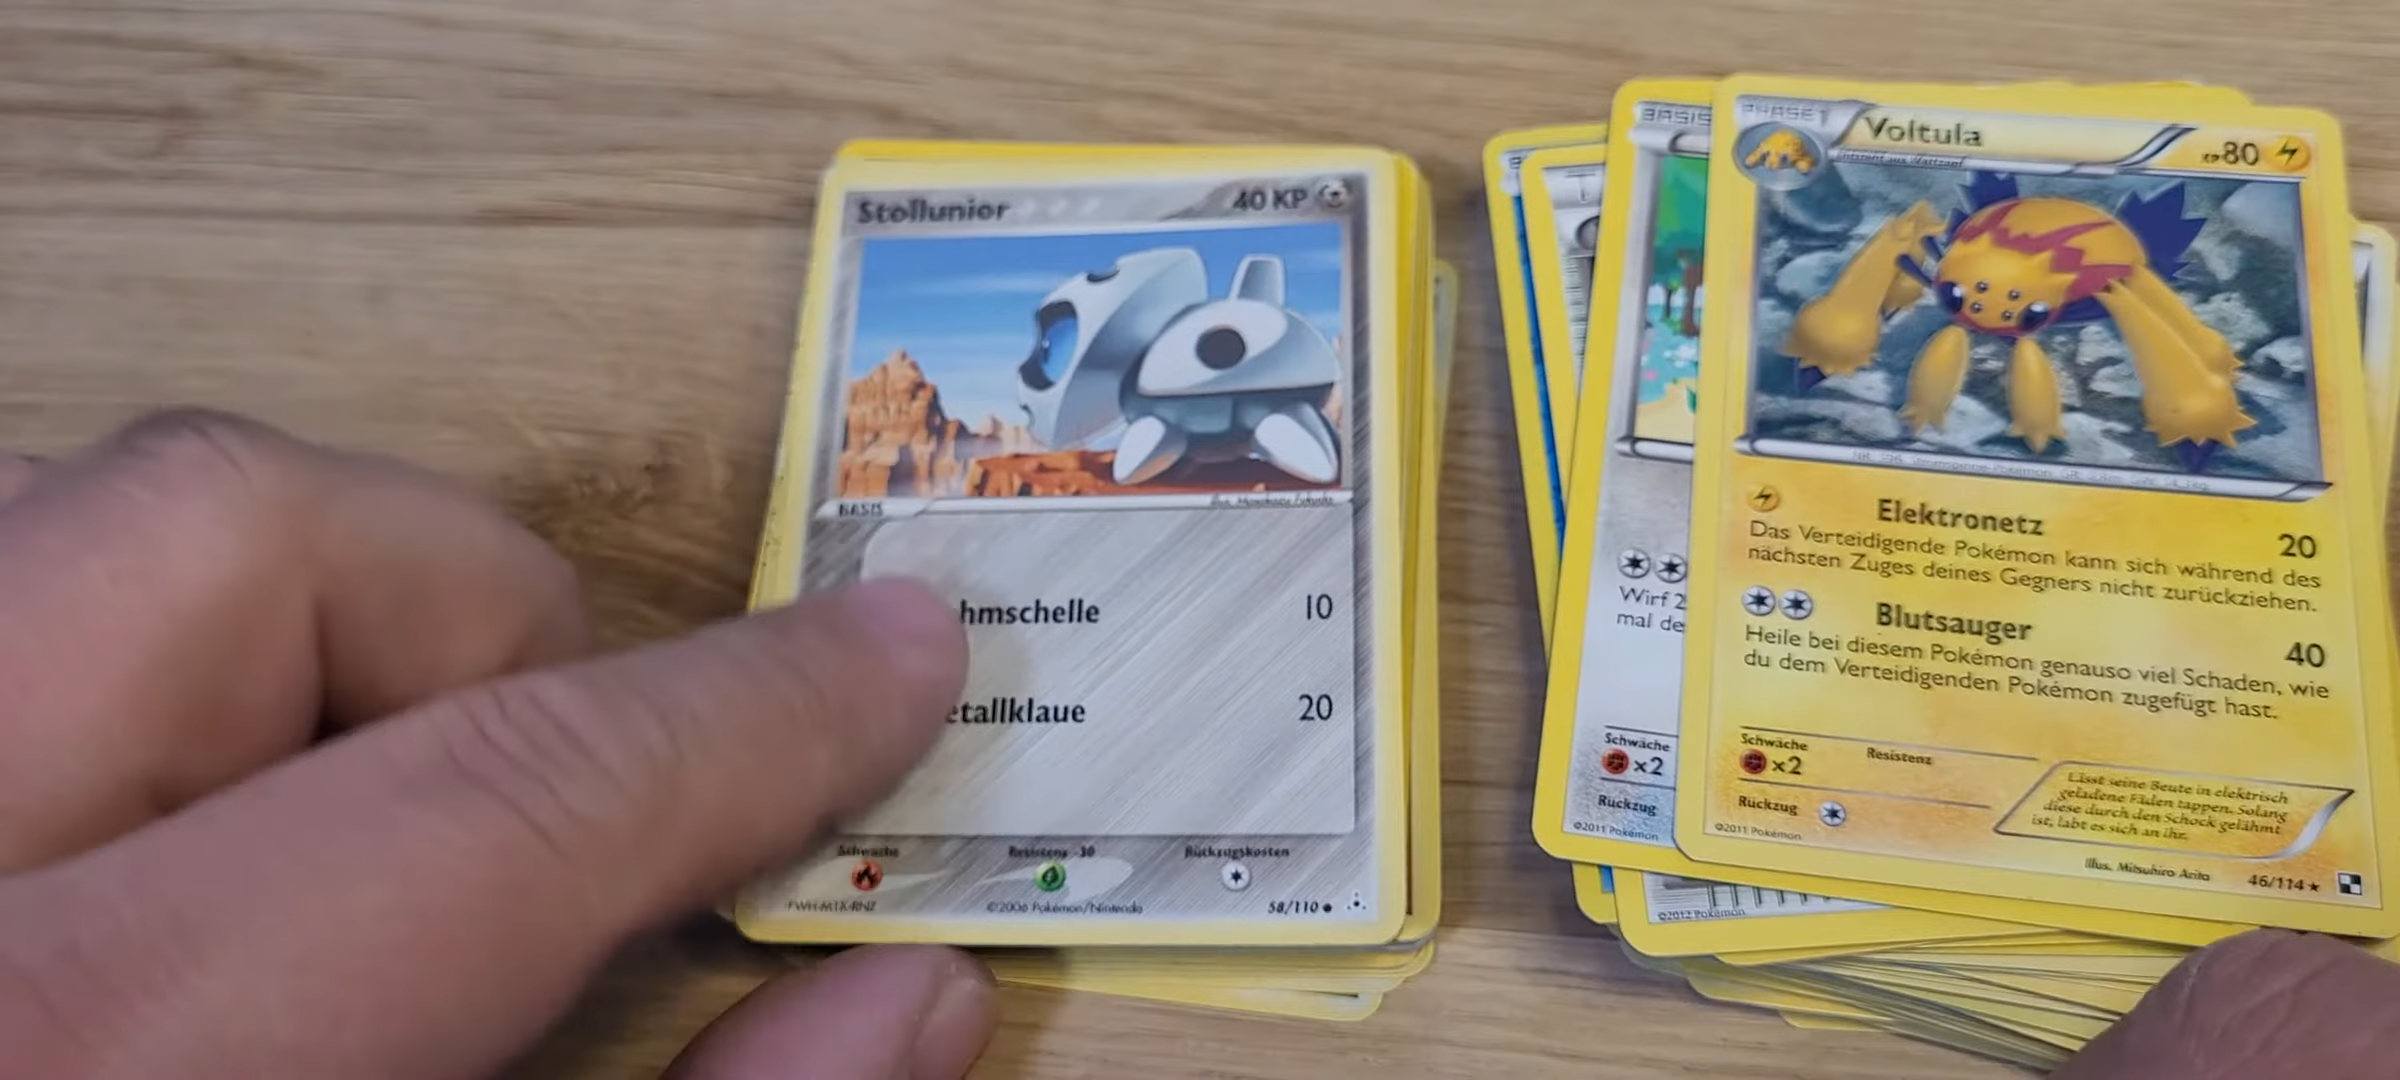 Stollunior
40 KP
BASIS
hmschelle
10
etallklaue
20
Schwäche
Resistenz -30
Rückzugskosten
©2006 Pokémon/Nintendo
58/110
BASIS
Wirf 2
mal de
Schwäche
x2
Rückzug
©2011 Pokémon
©2012 Pokémon
PHASE 1
Voltula
KP80
Elektronetz
20
Das Verteidigende Pokémon kann sich während des
nächsten Zuges deines Gegners nicht zurückziehen.
Blutsauger
40
Heile bei diesem Pokémon genauso viel Schaden, wie
du dem Verteidigenden Pokémon zugefügt hast.
Schwäche
x2
Resistenz
Rückzug
Lässt seine Beute in elektrisch
geladene Fäden tappen. Solang
diese durch den Schock gelähmt
ist, labt es sich an ihr.
©2011 Pokémon
Illus. Mitsuhiro Arita
46/114